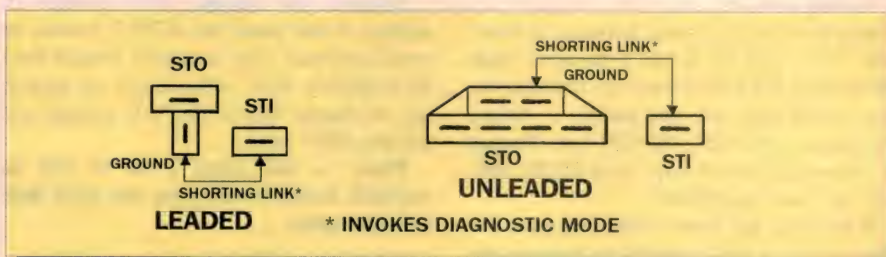 STO
STI
GROUND
SHORTING LINK*
LEADED
SHORTING LINK*
GROUND
STO
STI
UNLEADED
* INVOKES DIAGNOSTIC MODE